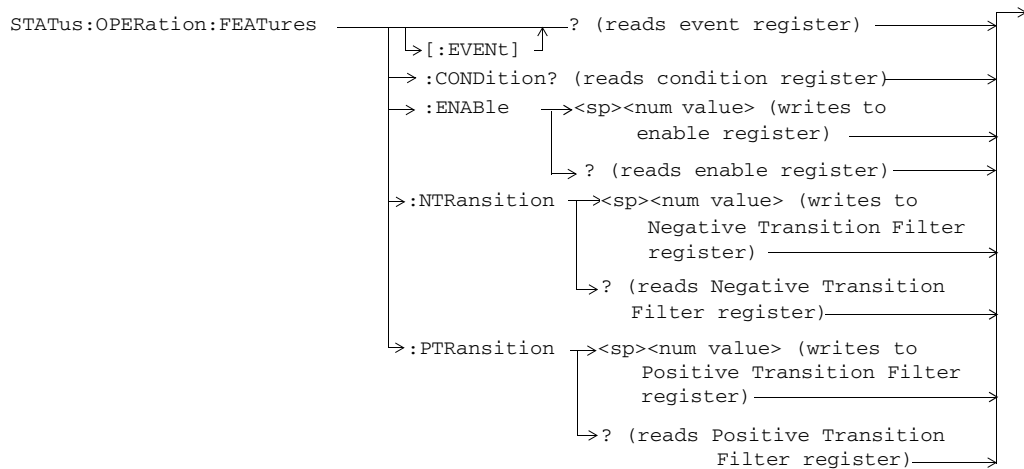 STATus:OPERation:FEATures
? (reads event register)
[:EVENt]
:CONDition? (reads condition register)
:ENABle
<sp><num value> (writes to
enable register)
? (reads enable register)
:NTRansition
<sp><num value> (writes to
Negative Transition Filter
register)
? (reads Negative Transition
Filter register)
:PTRansition
<sp><num value> (writes to
Positive Transition Filter
register)
? (reads Positive Transition
Filter register)